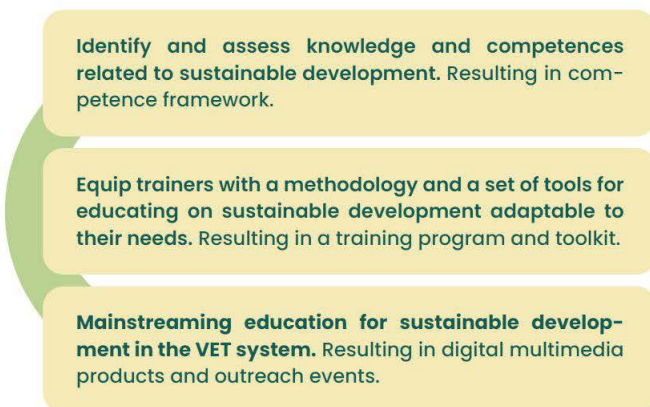 Identify and assess knowledge and competences
related to sustainable development. Resulting in com-
petence framework.
Equip trainers with a methodology and a set of tools for
educating on sustainable development adaptable to
their needs. Resulting in a training program and toolkit.
Mainstreaming education for sustainable develop-
ment in the VET system. Resulting in digital multimedia
products and outreach events.